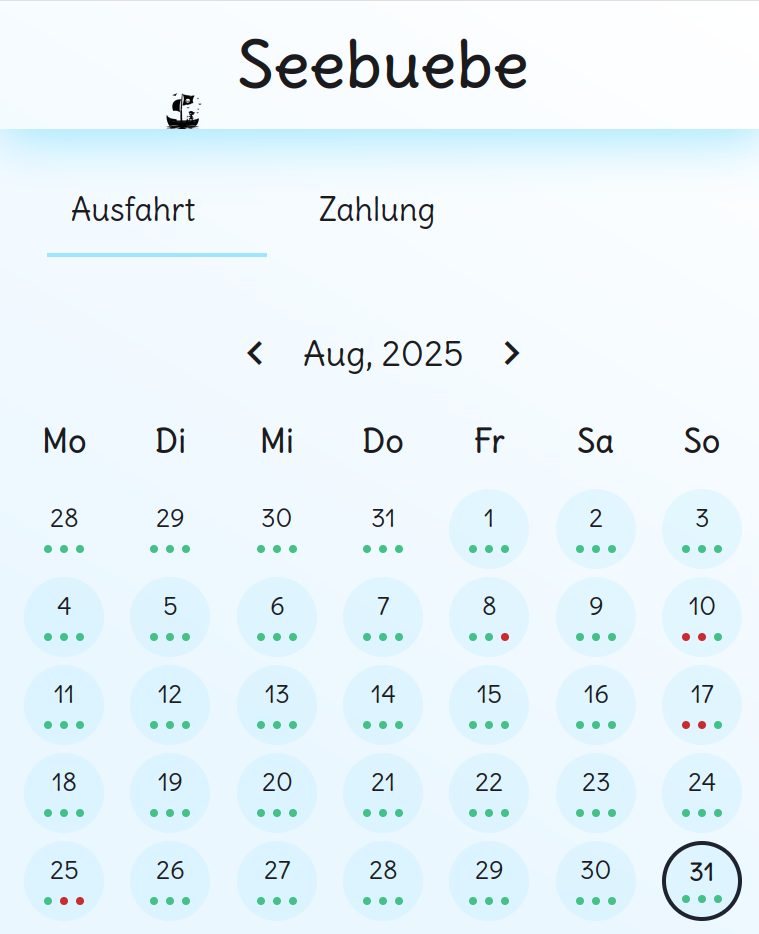 Seebuebe
Ausfahrt Zahlung
Aug, 2025
Mo Di Mi Do Fr Sa So
28 29 30 31 1 2 3
4 5 6 7 8 9 10
11 12 13 14 15 16 17
18 19 20 21 22 23 24
25 26 27 28 29 30 31